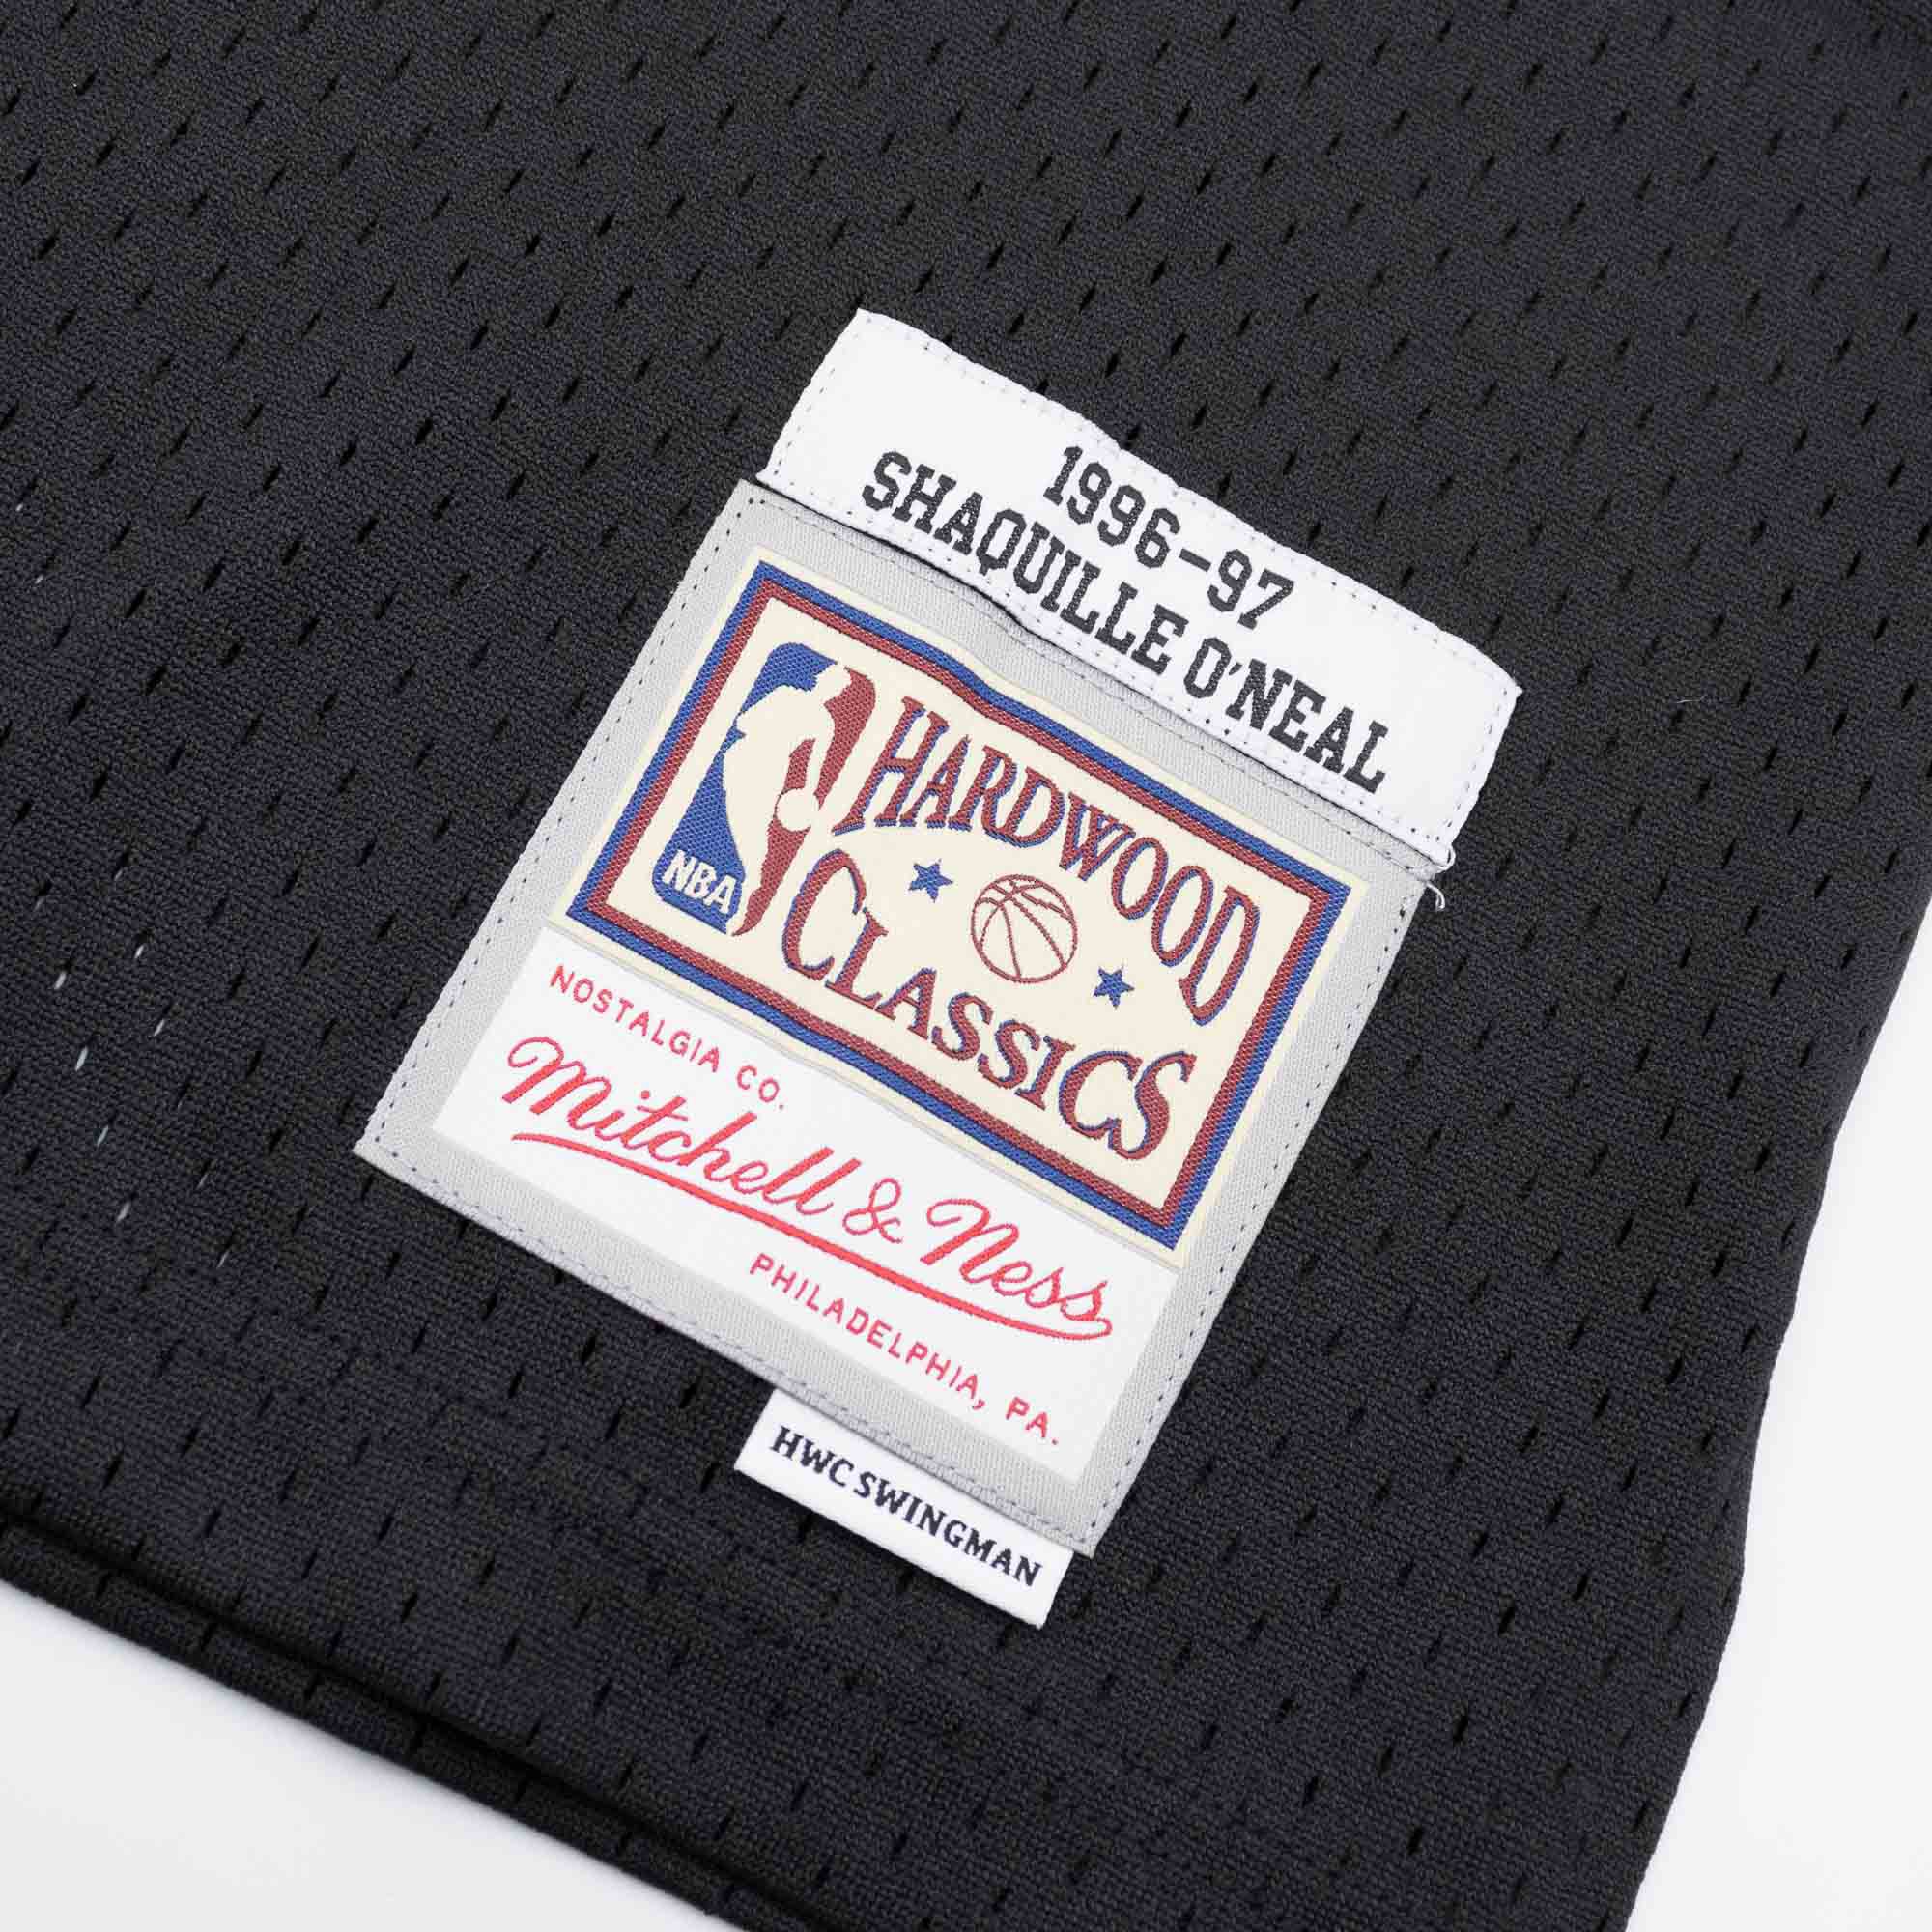 1996-97
SHAQUILLE O'NEAL
NBA
HARDWOOD
CLASSICS
NOSTALGIA CO.
Mitchell & Ness
PHILADELPHIA, PA.
HWC SWINGMAN